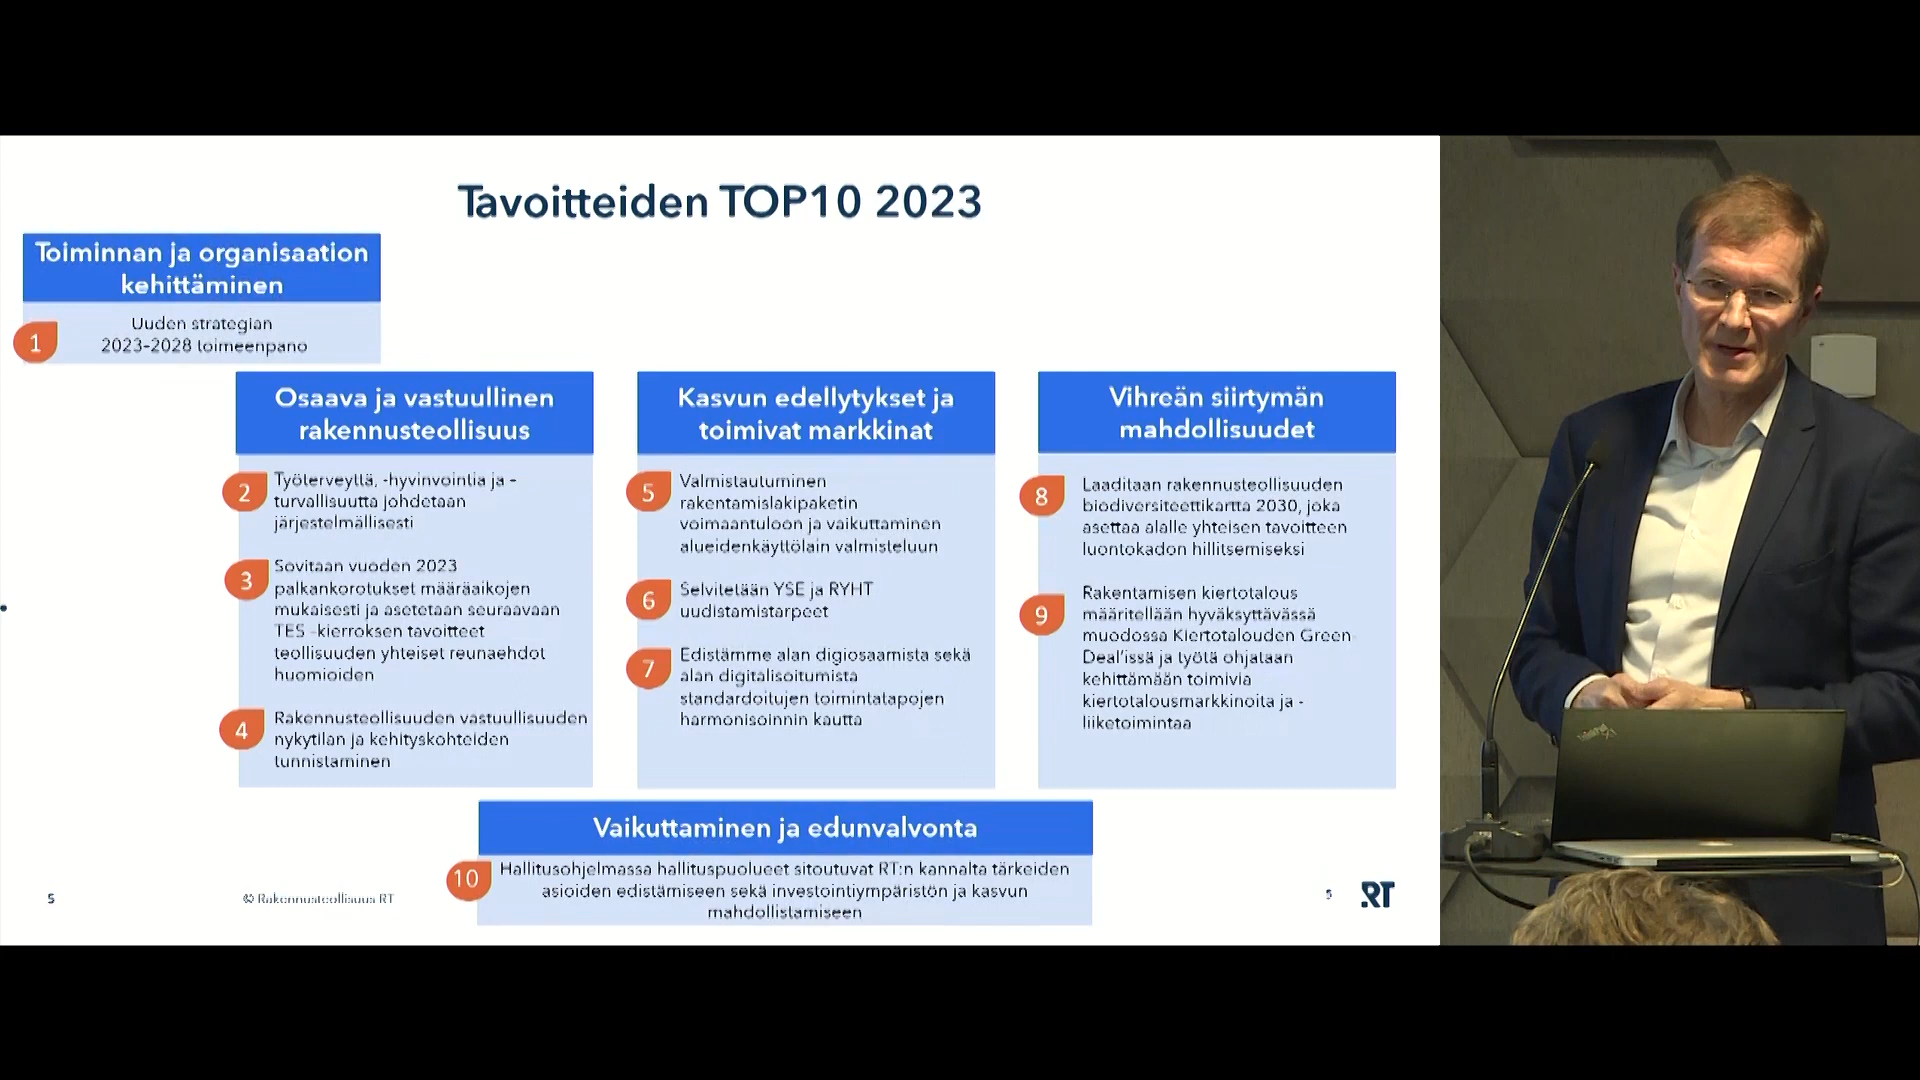 Tavoitteiden TOP10 2023
Toiminnan ja organisaation
kehittäminen
1
Uuden strategian
2023-2028 toimeenpano
Osaava ja vastuullinen
rakennusteollisuus
2
Työterveyttä, -hyvinvointia ja –
turvallisuutta johdetaan
järjestelmällisesti
3
Sovitaan vuoden 2023
palkankorotukset määräaikojen
mukaisesti ja asetetaan seuraavaan
TES -kierroksen tavoitteet
teollisuuden yhteiset reunaehdot
huomioiden
4
Rakennusteollisuuden vastuullisuuden
nykytilan ja kehityskohteiden
tunnistaminen
Kasvun edellytykset ja
toimivat markkinat
5
Valmistautuminen
rakentamislakipaketin
voimaantuloon ja vaikuttaminen
alueidenkäyttölain valmisteluun
6
Selvitetään YSE ja RYHT
uudistamistarpeet
7
Edistämme alan digiosaamista sekä
alan digitalisoitumista
standardoitujen toimintatapojen
harmonisoinnin kautta
Vihreän siirtymän
mahdollisuudet
8
Laaditaan rakennusteollisuuden
biodiversiteettikartta 2030, joka
asettaa alalle yhteisen tavoitteen
luontokadon hillitsemiseksi
9
Rakentamisen kiertotalous
määritellään hyväksyttävässä
muodossa Kiertotalouden Green
Deal'issä ja työtä ohjataan
kehittämään toimivia
kiertotalousmarkkinoita ja -
liiketoimintaa
Vaikuttaminen ja edunvalvonta
10
Hallitusohjelmassa hallituspuolueet sitoutuvat RT:n kannalta tärkeiden
asioiden edistämiseen sekä investointiympäristön ja kasvun
mahdollistamiseen
5
© Rakennusteollisuus RT
5
RT